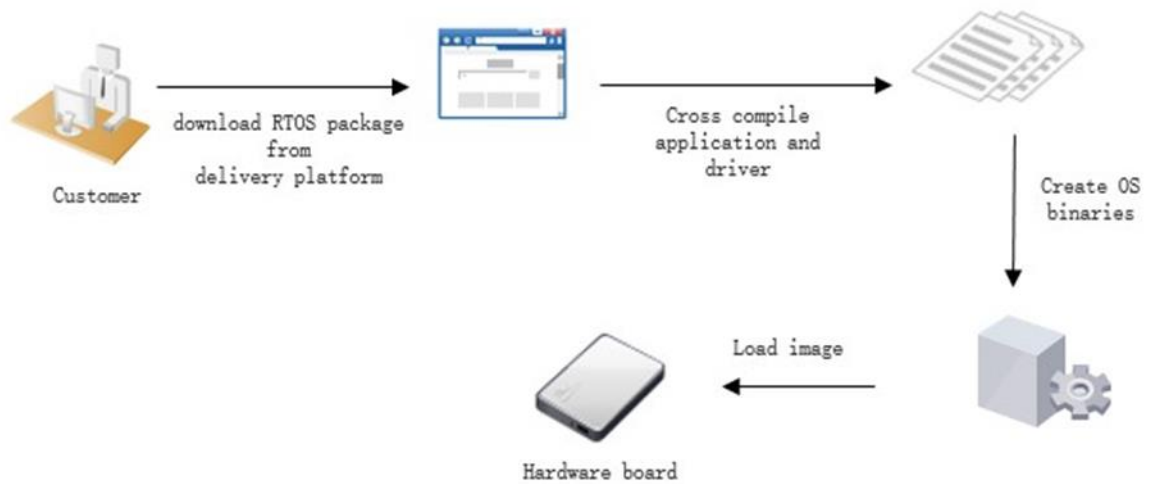 Customer
download RTOS package
from
delivery platform
Cross compile
application and
driver
Create OS
binaries
Load image
Hardware board